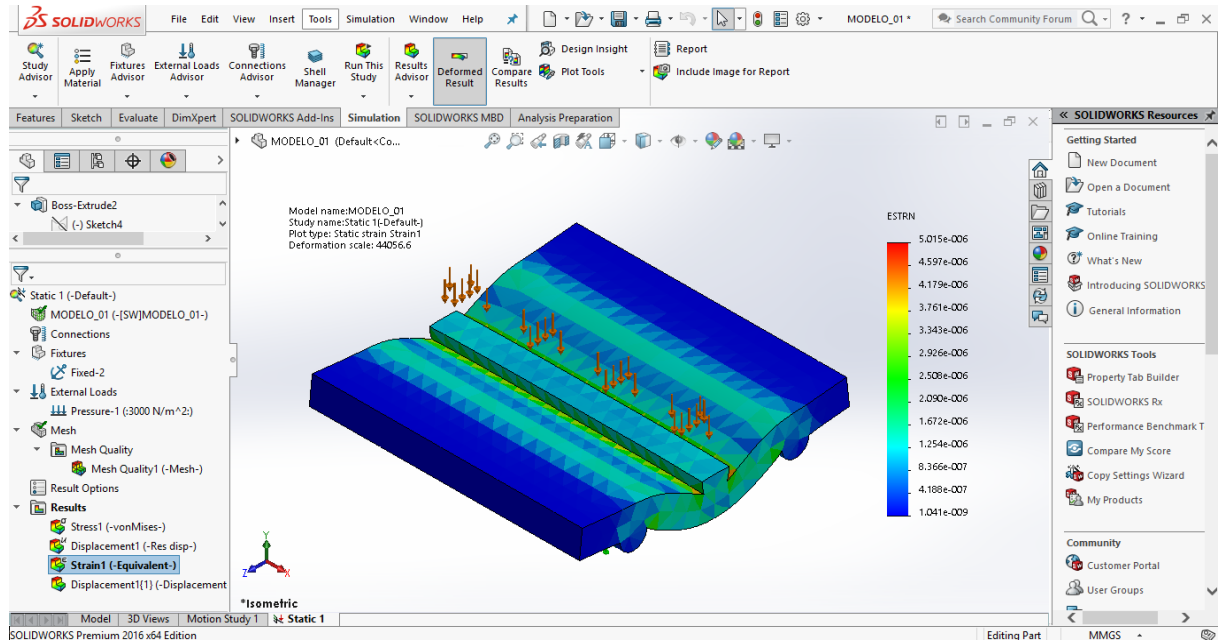 SOLIDWORKS File Edit View Insert Tools Simulation Window Help MODELO_01 * Search Community Forum ?
Study Advisor
Apply Material
Fixtures Advisor
External Loads Advisor
Connections Advisor
Shell Manager
Run This Study
Results Advisor
Deformed Result
Compare Results
Design Insight
Plot Tools
Report
Include Image for Report
Features Sketch Evaluate DimXpert SOLIDWORKS Add-Ins Simulation SOLIDWORKS MBD Analysis Preparation
Boss-Extrude2
(-) Sketch4
Static 1 (-Default-)
MODELO_01 (-[SW]MODELO_01-)
Connections
Fixtures
Fixed-2
External Loads
Pressure-1 (:3000 N/m^2:)
Mesh
Mesh Quality
Mesh Quality1 (-Mesh-)
Result Options
Results
Stress1 (-vonMises-)
Displacement1 (-Res disp-)
Strain1 (-Equivalent-)
Displacement1{1} (-Displacement
MODELO_01 (Default<Co...
Model name:MODELO_01
Study name:Static 1(-Default-)
Plot type: Static strain Strain1
Deformation scale: 44056.6
ESTRN
5.015e-006
4.597e-006
4.179e-006
3.761e-006
3.343e-006
2.926e-006
2.508e-006
2.090e-006
1.672e-006
1.254e-006
8.366e-007
4.188e-007
1.041e-009
Y
Z
X
*Isometric
SOLIDWORKS Resources
Getting Started
New Document
Open a Document
Tutorials
Online Training
What's New
Introducing SOLIDWORKS
General Information
SOLIDWORKS Tools
Property Tab Builder
SOLIDWORKS Rx
Performance Benchmark T
Compare My Score
Copy Settings Wizard
My Products
Community
Customer Portal
User Groups
Model 3D Views Motion Study 1 Static 1
SOLIDWORKS Premium 2016 x64 Edition Editing Part MMGS